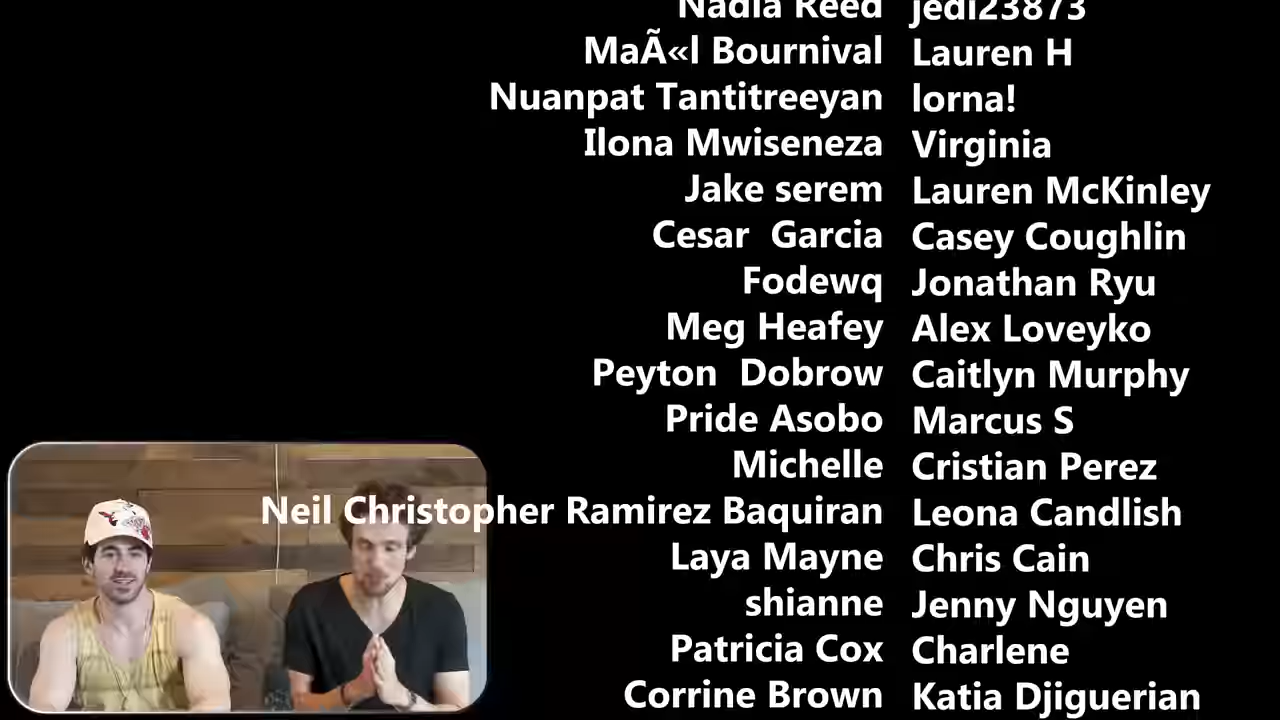 Nadia Reed jedi23873
MaÃ«l Bournival Lauren H
Nuanpat Tantitreeyan lorna!
Ilona Mwiseneza Virginia
Jake serem Lauren McKinley
Cesar  Garcia Casey Coughlin
Fodewq Jonathan Ryu
Meg Heafey Alex Loveyko
Peyton  Dobrow Caitlyn Murphy
Pride Asobo Marcus S
Michelle Cristian Perez
Neil Christopher Ramirez Baquiran Leona Candlish
Laya Mayne Chris Cain
shianne Jenny Nguyen
Patricia Cox Charlene
Corrine Brown Katia Djiguerian